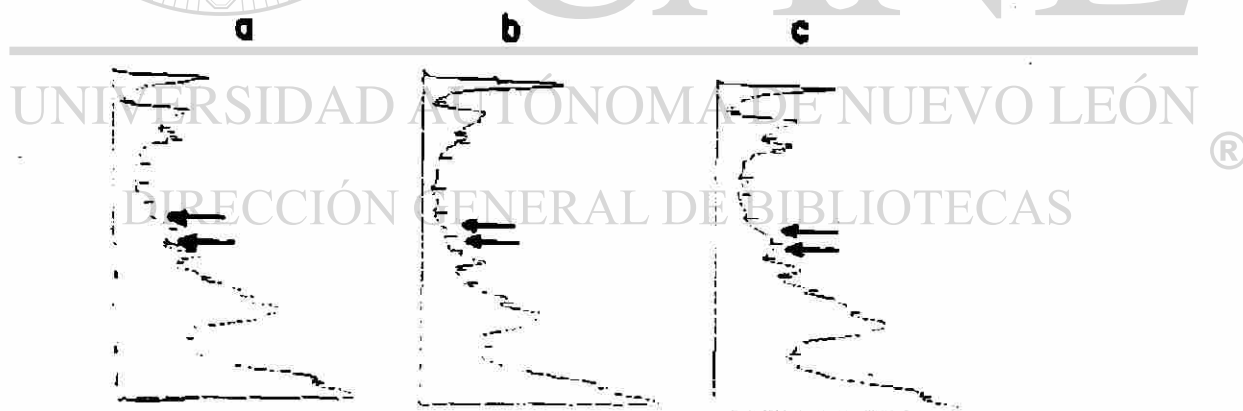 a b c
UNIVERSIDAD AUTÓNOMA DE NUEVO LEÓN
®
DIRECCIÓN GENERAL DE BIBLIOTECAS